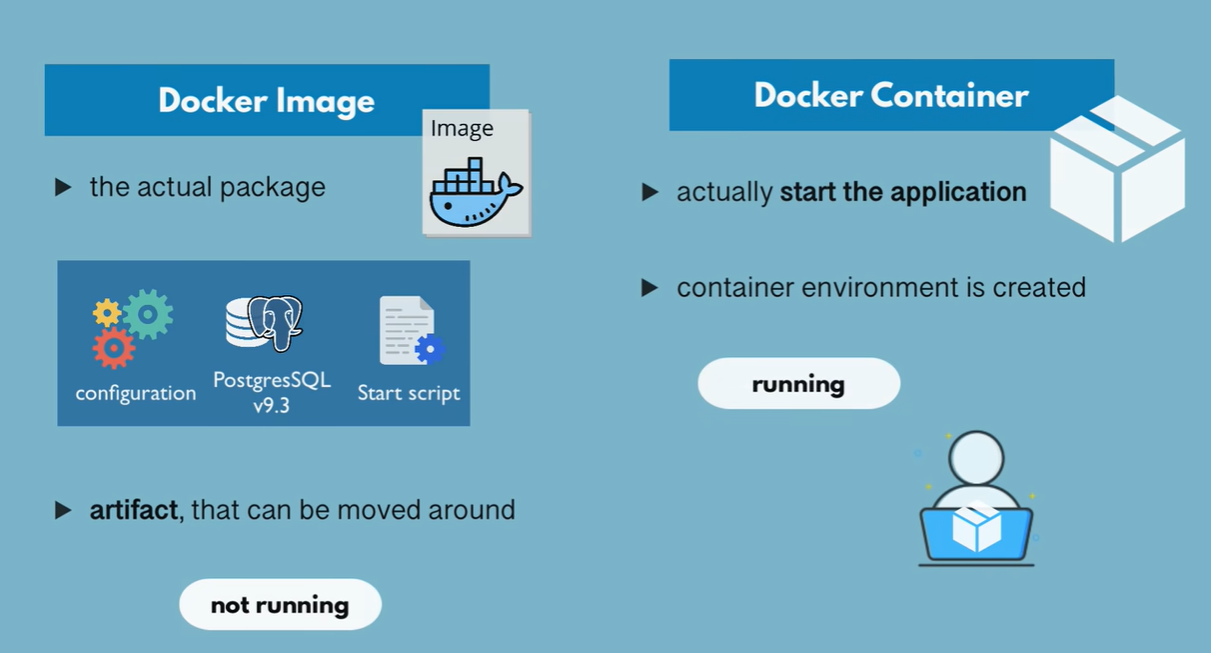 Docker Image
Image
the actual package
configuration
PostgresSQL
v9.3
Start script
artifact, that can be moved around
not running
Docker Container
actually start the application
container environment is created
running